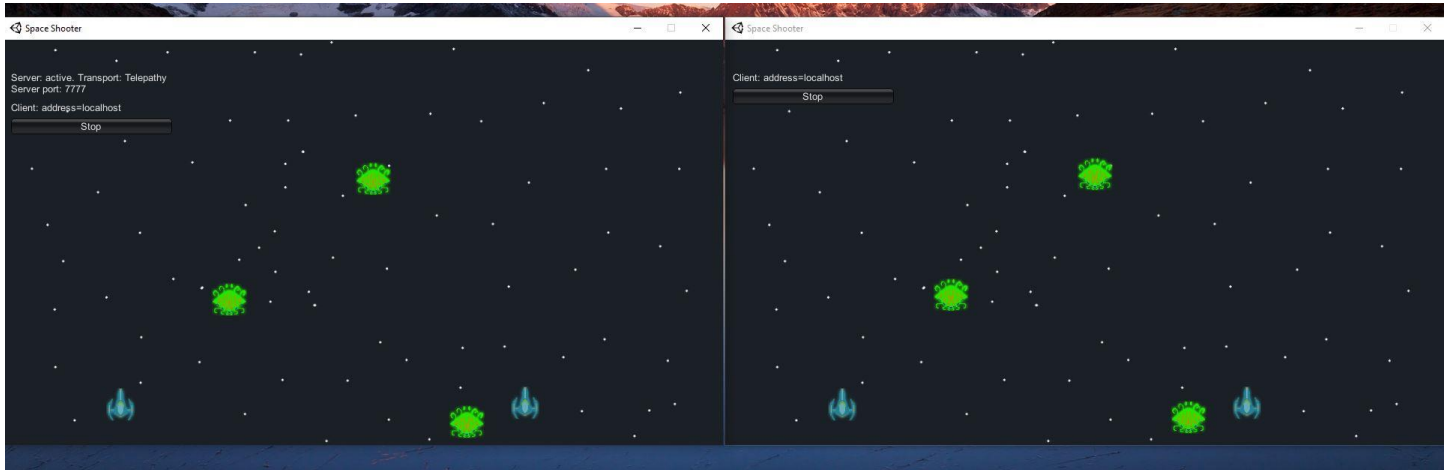 Space Shooter
Server: active. Transport: Telepathy
Server port: 7777
Client: address=localhost
Stop
Space Shooter
Client: address=localhost
Stop